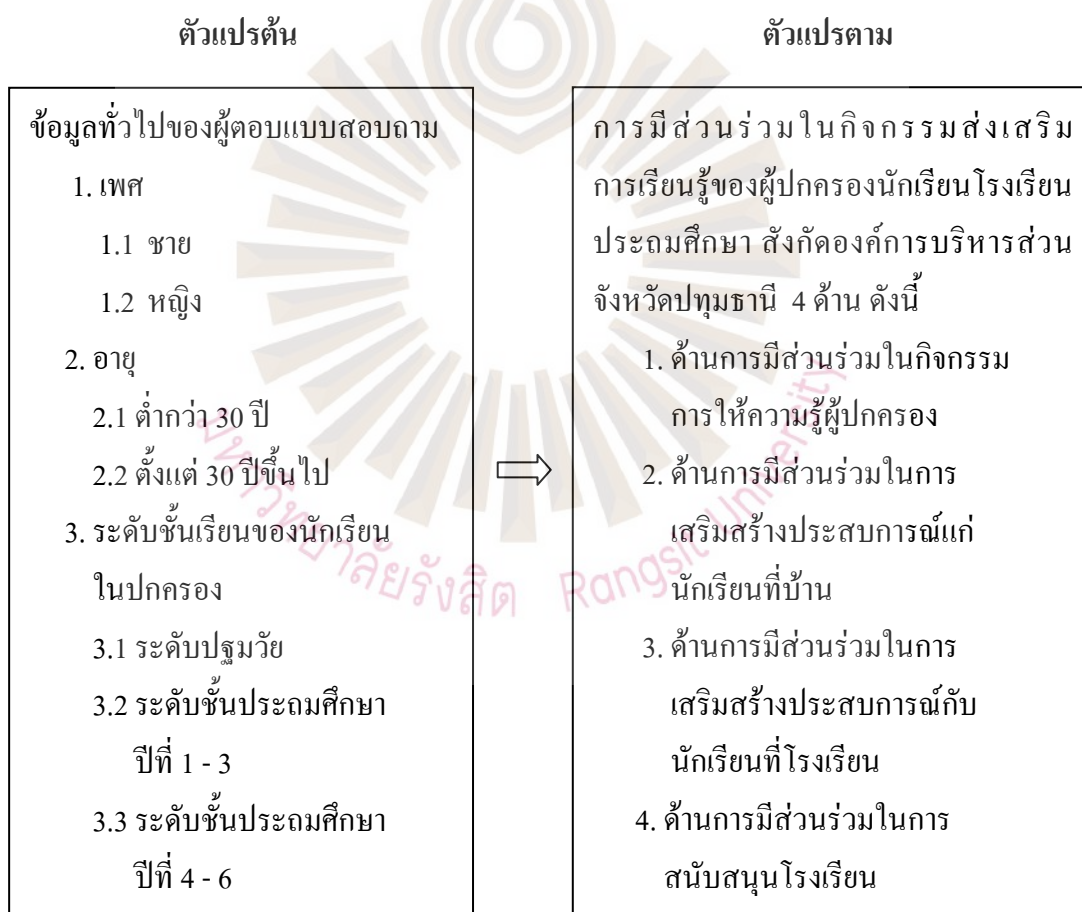 ตัวแปรต้น
ข้อมูลทั่วไปของผู้ตอบแบบสอบถาม
1. เพศ
1.1 ชาย
1.2 หญิง
2. อายุ
2.1 ต่ำกว่า 30 ปี
2.2 ตั้งแต่ 30 ปีขึ้นไป
3. ระดับชั้นเรียนของนักเรียน
ในปกครอง
3.1 ระดับปฐมวัย
3.2 ระดับชั้นประถมศึกษา
ปีที่ 1 - 3
3.3 ระดับชั้นประถมศึกษา
ปีที่ 4 - 6
ตัวแปรตาม
การมีส่วนร่วมในกิจกรรมส่งเสริม
การเรียนรู้ของผู้ปกครองนักเรียนโรงเรียน
ประถมศึกษา สังกัดองค์การบริหารส่วน
จังหวัดปทุมธานี 4 ด้าน ดังนี้
1. ด้านการมีส่วนร่วมในกิจกรรม
การให้ความรู้ผู้ปกครอง
2. ด้านการมีส่วนร่วมในการ
เสริมสร้างประสบการณ์แก่
นักเรียนที่บ้าน
3. ด้านการมีส่วนร่วมในการ
เสริมสร้างประสบการณ์กับ
นักเรียนที่โรงเรียน
4. ด้านการมีส่วนร่วมในการ
สนับสนุนโรงเรียน
มหาวิทยาลัยรังสิต Rangsit University